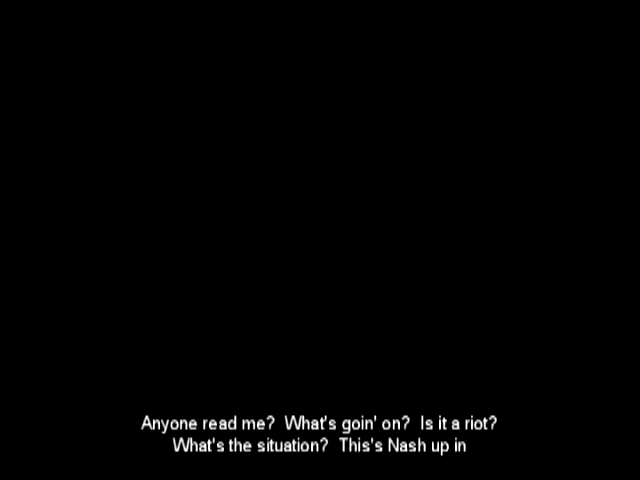 Anyone read me?  What's goin' on?  Is it a riot?
What's the situation?  This's Nash up in